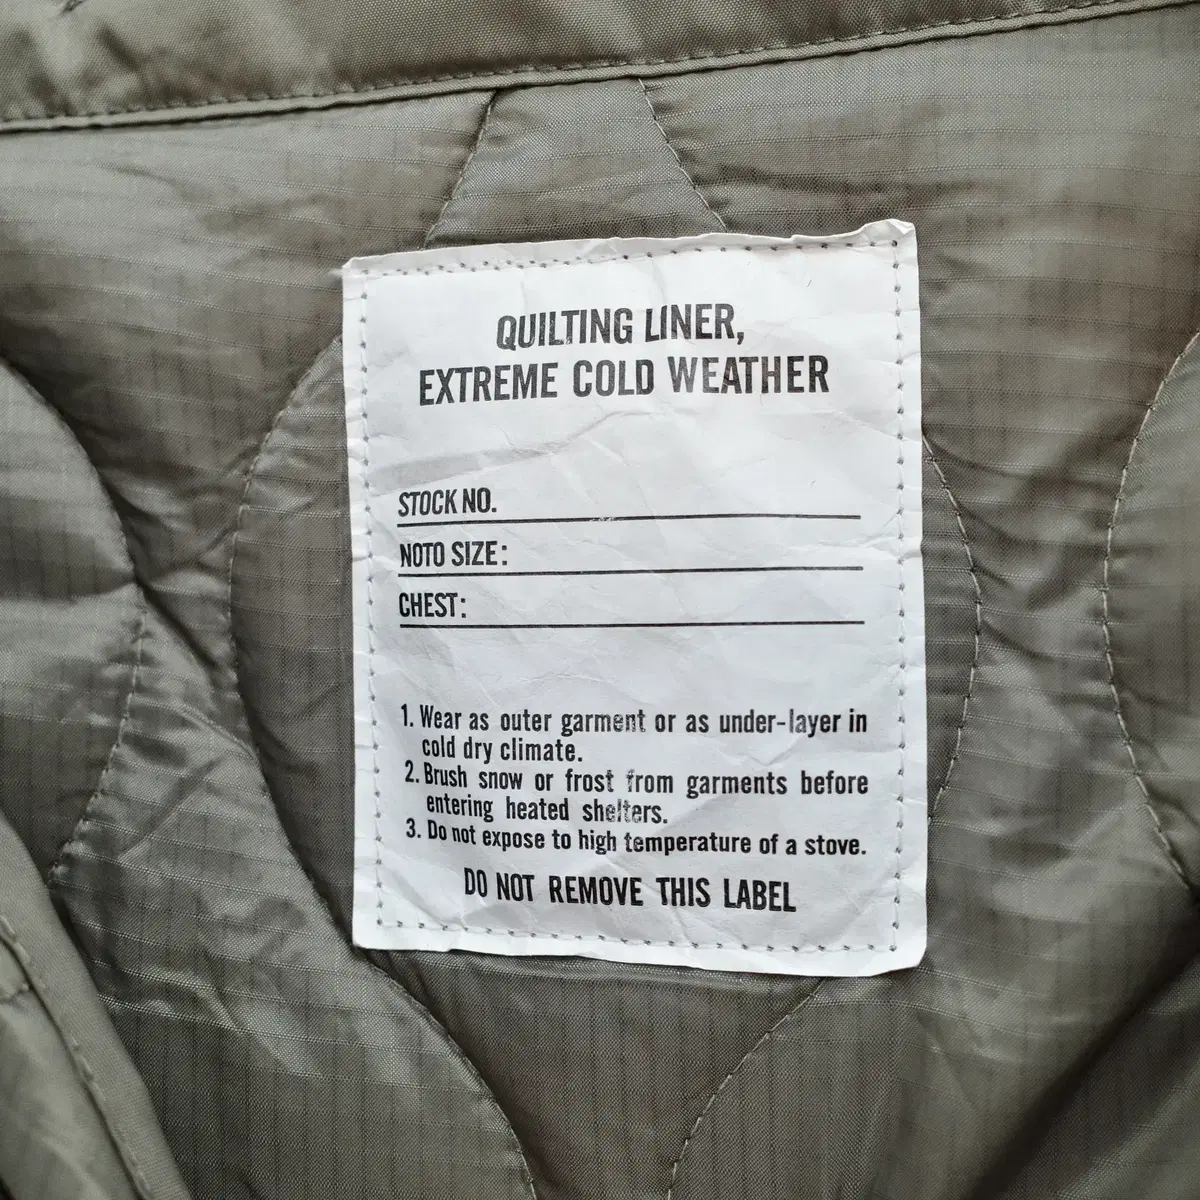 QUILTING LINER,
EXTREME COLD WEATHER
STOCK NO.
NOTO SIZE:
CHEST:
1. Wear as outer garment or as under-layer in
cold dry climate.
2. Brush snow or frost from garments before
entering heated shelters.
3. Do not expose to high temperature of a stove.
DO NOT REMOVE THIS LABEL